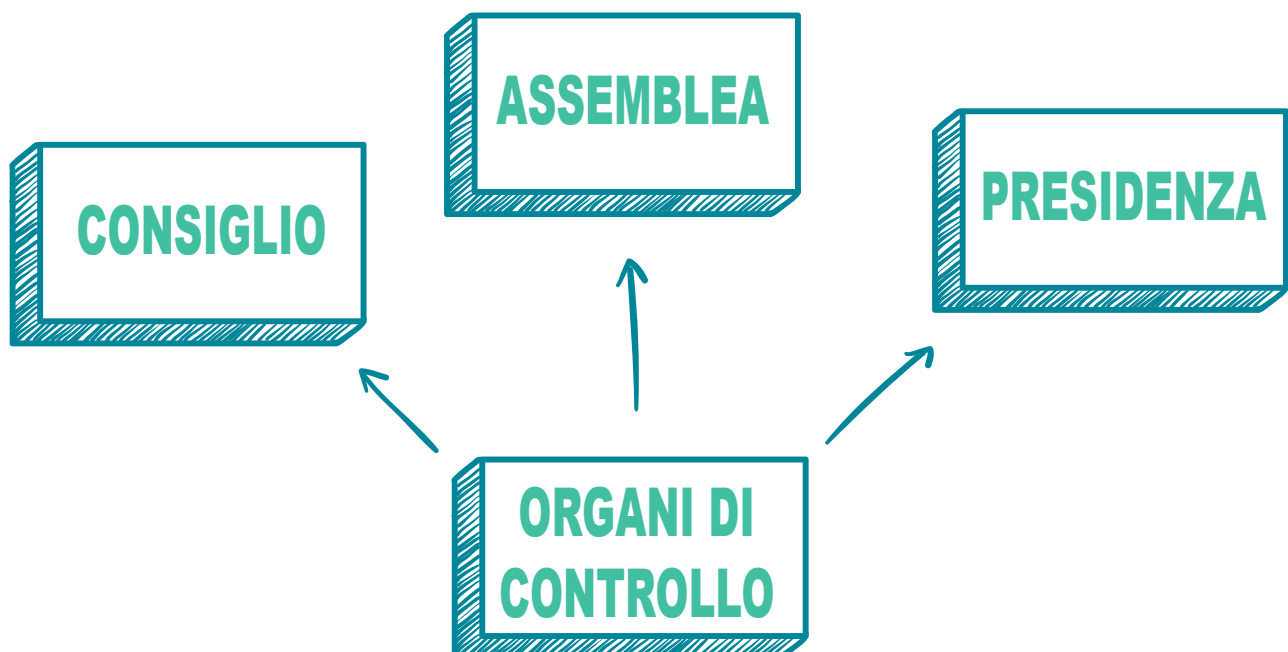 ASSEMBLEA
CONSIGLIO
PRESIDENZA
ORGANI DI
CONTROLLO